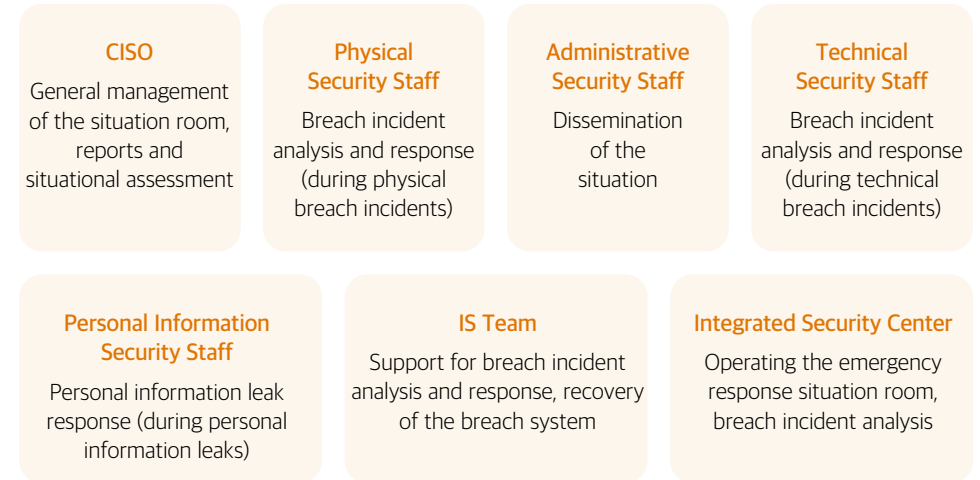 CISO
General management
of the situation room,
reports and
situational assessment
Physical
Security Staff
Breach incident
analysis and response
(during physical
breach incidents)
Administrative
Security Staff
Dissemination
of the
situation
Technical
Security Staff
Breach incident
analysis and response
(during technical
breach incidents)
Personal Information
Security Staff
Personal information leak
response (during personal
information leaks)
IS Team
Support for breach incident
analysis and response, recovery
of the breach system
Integrated Security Center
Operating the emergency
response situation room,
breach incident analysis